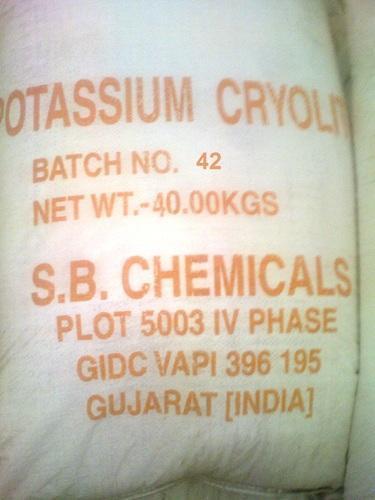 POTASSIUM CRYOLIT
BATCH NO. 42
NET WT.-40.00KGS
S.B. CHEMICALS
PLOT 5003 IV PHASE
GIDC VAPI 396 195
GUJARAT [INDIA]